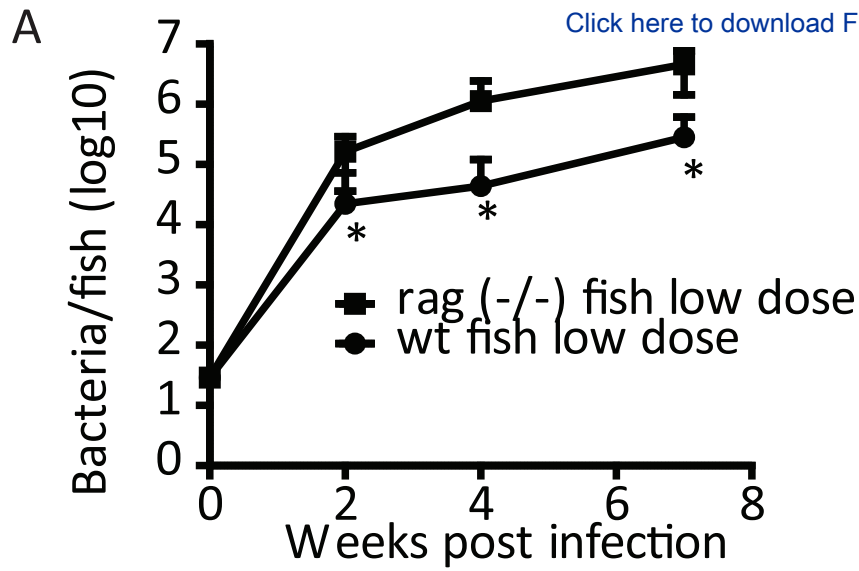 A
Click here to download F
7
6
5
4
3
2
1
0
Bacteria/fish (log10)
*
*
*
rag (-/-) fish low dose
wt fish low dose
0 2 4 6 8
Weeks post infection